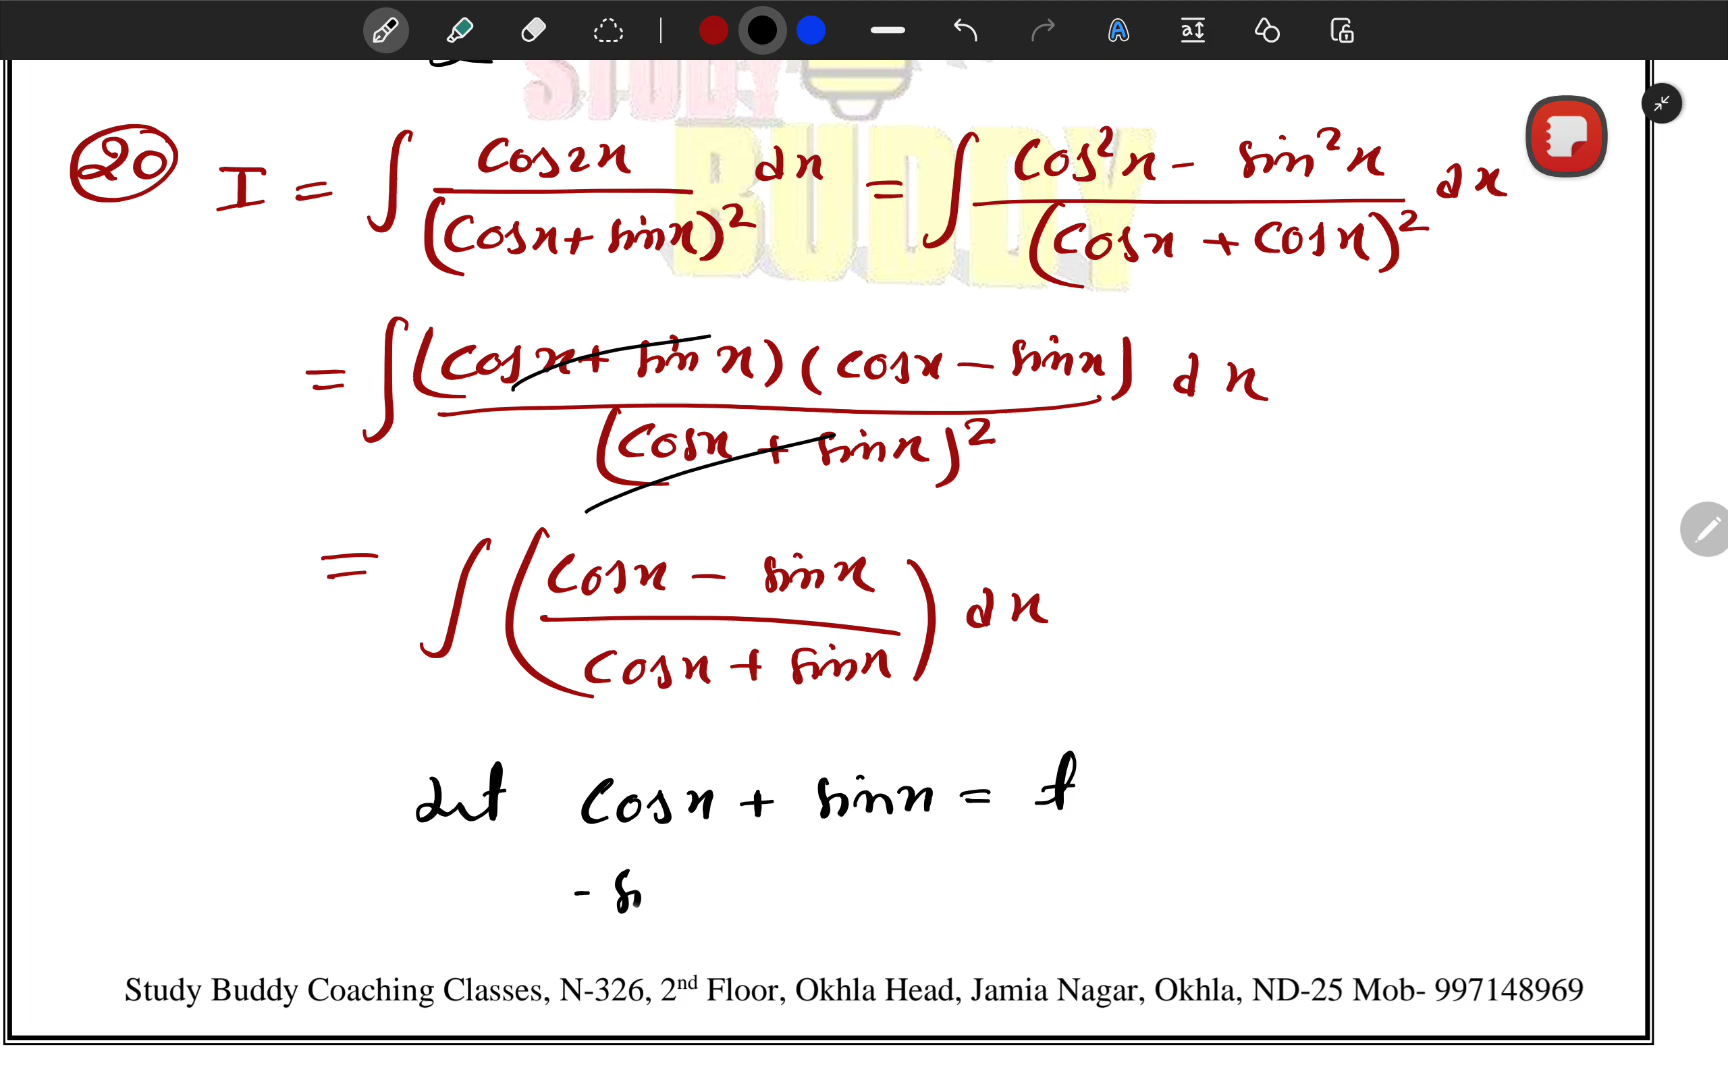 STUDY
BUDDY
20 I = ∫ cos2x / (cosx + sinx)² dx = ∫ cos²x - sin²x / (cosx + cosx)² dx
= ∫ (cosx + sinx)(cosx - sinx) / (cosx + sinx)² dx
= ∫ (cosx - sinx / cosx + sinx) dx
Let cosx + sinx = t
- s
Study Buddy Coaching Classes, N-326, 2nd Floor, Okhla Head, Jamia Nagar, Okhla, ND-25 Mob- 997148969